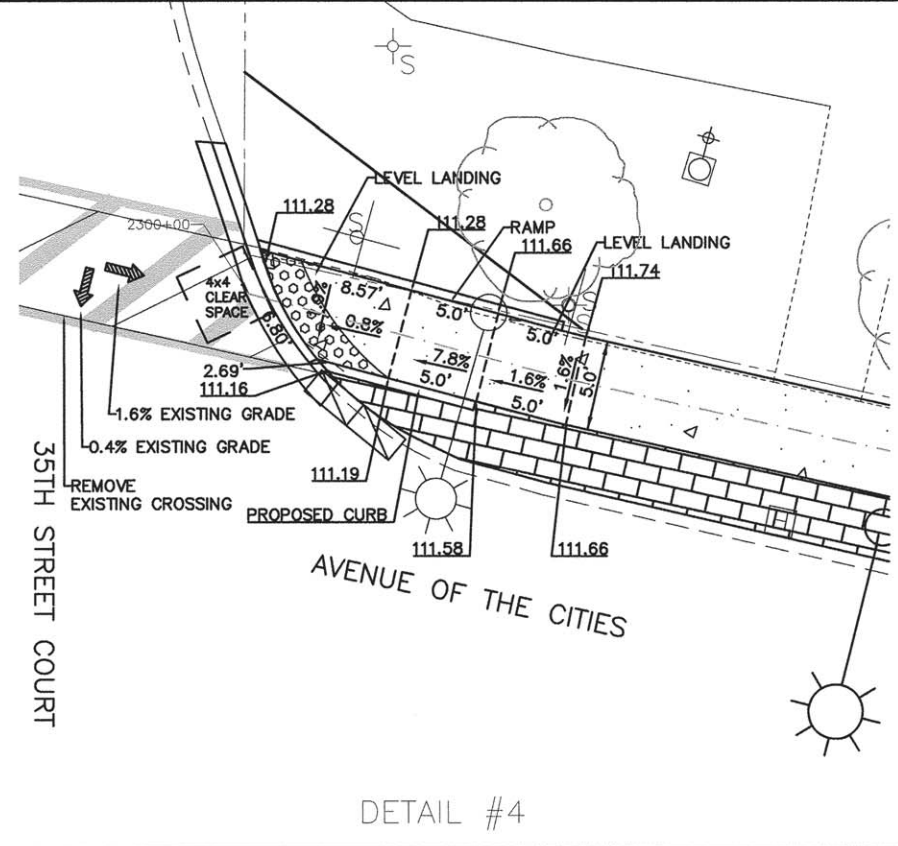 S
LEVEL LANDING
111.28
111.28
RAMP
S
2300+00
111.66
LEVEL LANDING
111.74
4x4
CLEAR
SPACE
8.57'
5.0'
0.8%
5.0'
6.80'
7.8%
1.6%
1.6%
5.0'
2.69'
5.0'
5.0'
111.16
1.6% EXISTING GRADE
0.4% EXISTING GRADE
REMOVE
EXISTING CROSSING
111.19
PROPOSED CURB
H
111.58
111.66
AVENUE OF THE CITIES
35TH STREET COURT
DETAIL #4